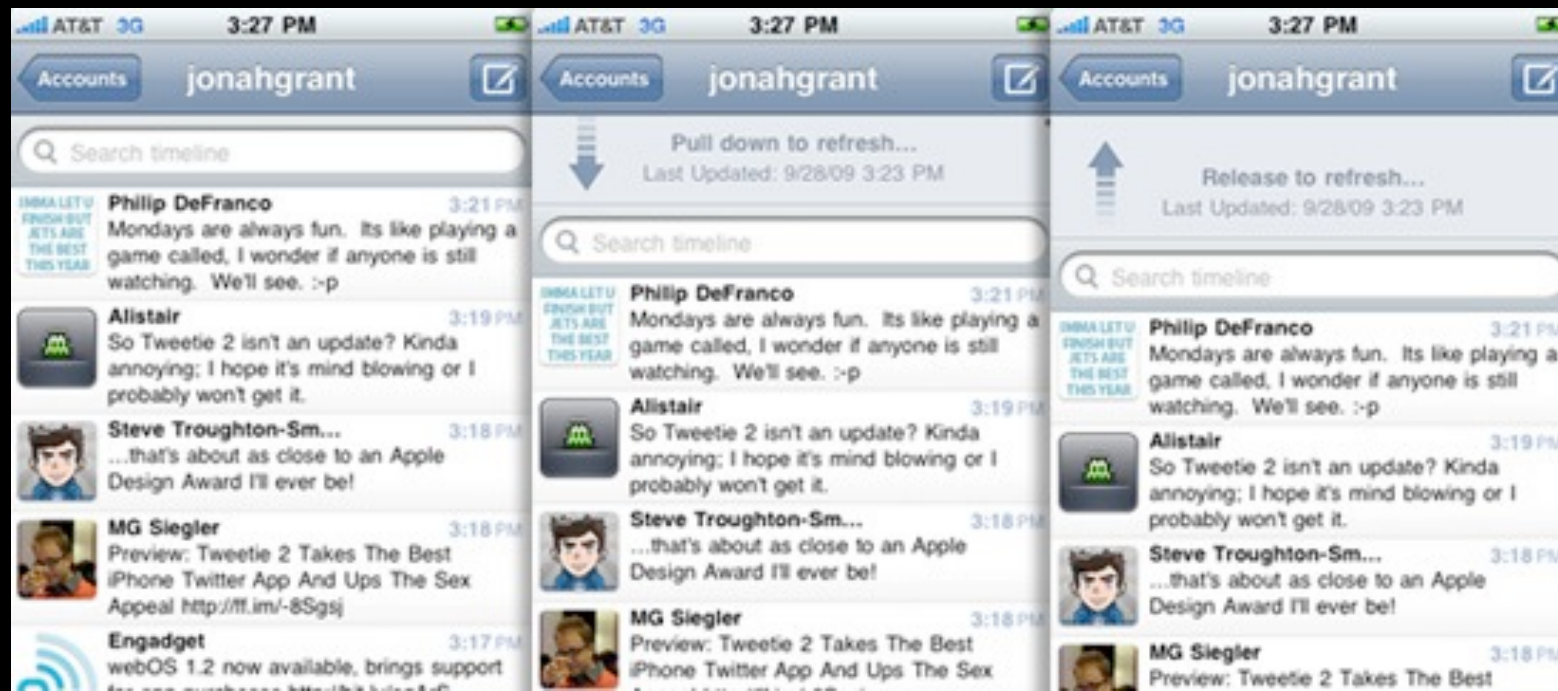 AT&T 3G 3:27 PM
Accounts jonahgrant
Search timeline
IMMA LET U
FINISH BUT
JETS ARE
THE BEST
THIS YEAR
Philip DeFranco 3:21 PM
Mondays are always fun. Its like playing a
game called, I wonder if anyone is still
watching. We'll see. :-p
Alistair 3:19 PM
So Tweetie 2 isn't an update? Kinda
annoying; I hope it's mind blowing or I
probably won't get it.
Steve Troughton-Sm... 3:18 PM
...that's about as close to an Apple
Design Award I'll ever be!
MG Siegler 3:18 PM
Preview: Tweetie 2 Takes The Best
iPhone Twitter App And Ups The Sex
Appeal http://ff.im/-8Sgsj
Engadget 3:17 PM
webOS 1.2 now available, brings support
AT&T 3G 3:27 PM
Accounts jonahgrant
Pull down to refresh...
Last Updated: 9/28/09 3:23 PM
Search timeline
IMMA LET U
FINISH BUT
JETS ARE
THE BEST
THIS YEAR
Philip DeFranco 3:21 PM
Mondays are always fun. Its like playing a
game called, I wonder if anyone is still
watching. We'll see. :-p
Alistair 3:19 PM
So Tweetie 2 isn't an update? Kinda
annoying; I hope it's mind blowing or I
probably won't get it.
Steve Troughton-Sm... 3:18 PM
...that's about as close to an Apple
Design Award I'll ever be!
MG Siegler 3:18 PM
Preview: Tweetie 2 Takes The Best
iPhone Twitter App And Ups The Sex
AT&T 3G 3:27 PM
Accounts jonahgrant
Release to refresh...
Last Updated: 9/28/09 3:23 PM
Search timeline
IMMA LET U
FINISH BUT
JETS ARE
THE BEST
THIS YEAR
Philip DeFranco 3:21 PM
Mondays are always fun. Its like playing a
game called, I wonder if anyone is still
watching. We'll see. :-p
Alistair 3:19 PM
So Tweetie 2 isn't an update? Kinda
annoying; I hope it's mind blowing or I
probably won't get it.
Steve Troughton-Sm... 3:18 PM
...that's about as close to an Apple
Design Award I'll ever be!
MG Siegler 3:18 PM
Preview: Tweetie 2 Takes The Best